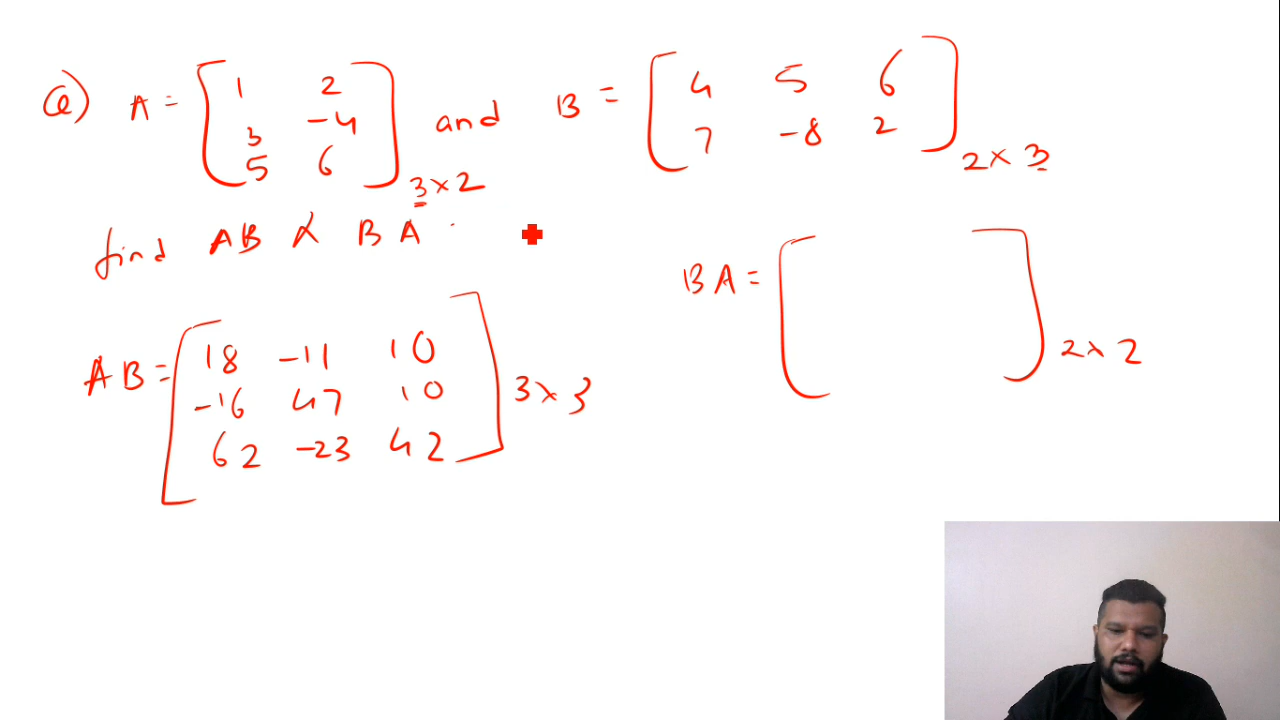 Q) A = [ 1 2 and B = [ 4 5 6
3 -4 7 -8 2 ] 2 x 3
5 6 ] 3 x 2
find AB & BA .
BA = [ ] 2 x 2
AB = [ 18 -11 10
-16 47 10
62 -23 42 ] 3 x 3